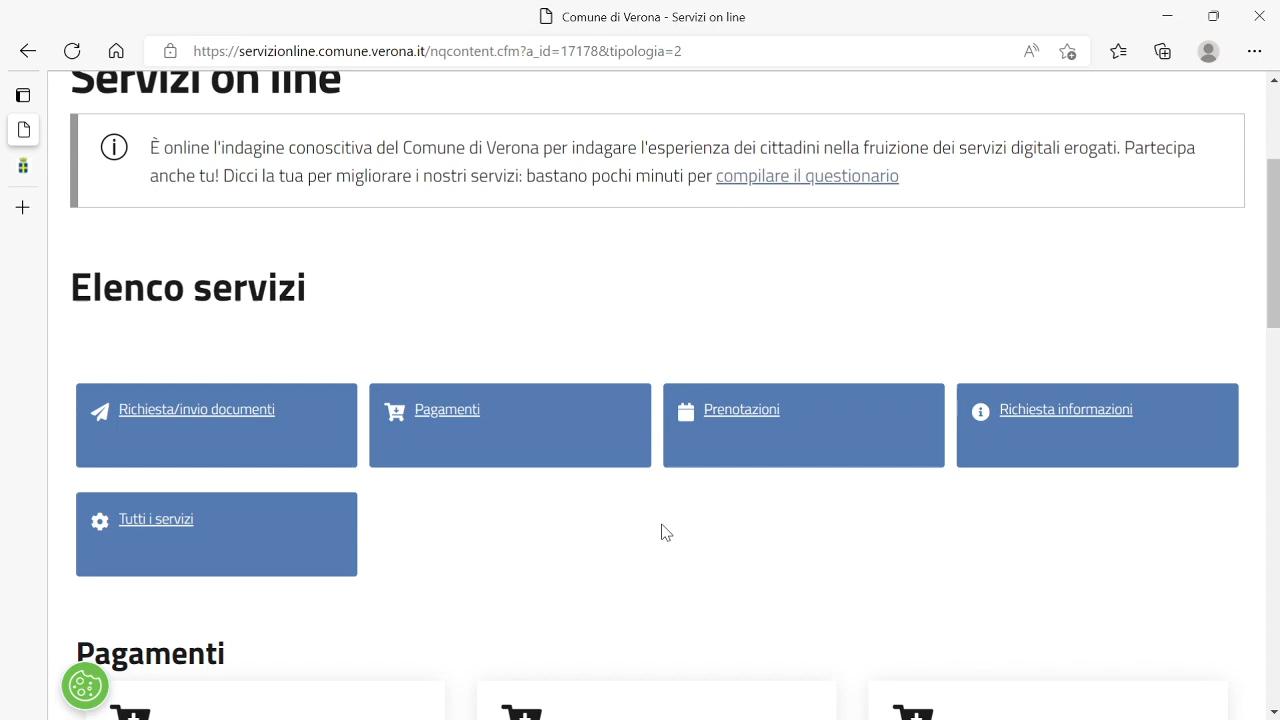 Comune di Verona - Servizi on line
https://servizionline.comune.verona.it/nqcontent.cfm?a_id=17178&tipologia=2
Servizi on line
È online l'indagine conoscitiva del Comune di Verona per indagare l'esperienza dei cittadini nella fruizione dei servizi digitali erogati. Partecipa
anche tu! Dicci la tua per migliorare i nostri servizi: bastano pochi minuti per compilare il questionario
Elenco servizi
Richiesta/invio documenti
Pagamenti
Prenotazioni
Richiesta informazioni
Tutti i servizi
Pagamenti